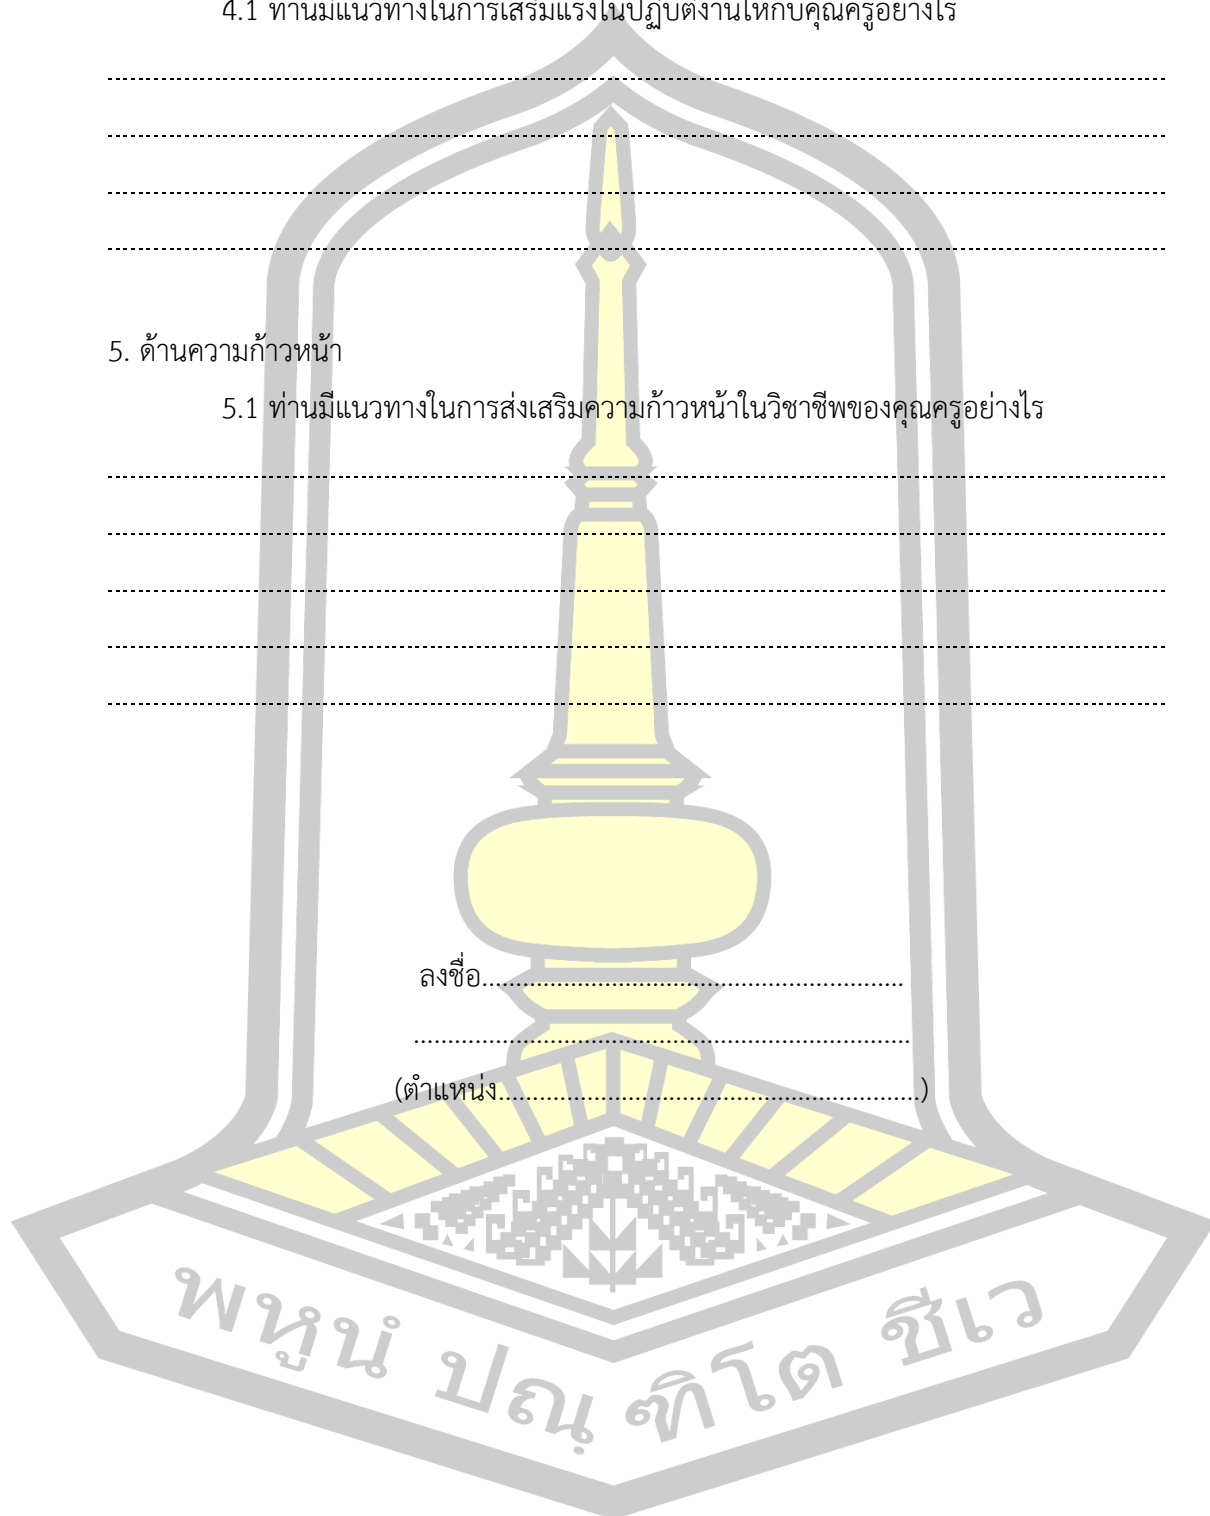 4.1 ท่านมีแนวทางในการเสริมแรงในปฏิบัติงานให้กับคุณครูอย่างไร
5. ด้านความก้าวหน้า
5.1 ท่านมีแนวทางในการส่งเสริมความก้าวหน้าในวิชาชีพของคุณครูอย่างไร
ลงชื่อ..............................................................
.........................................................................
(ตำแหน่ง..............................................................)
พหูนํ ปณฺฑิโต ชีเว